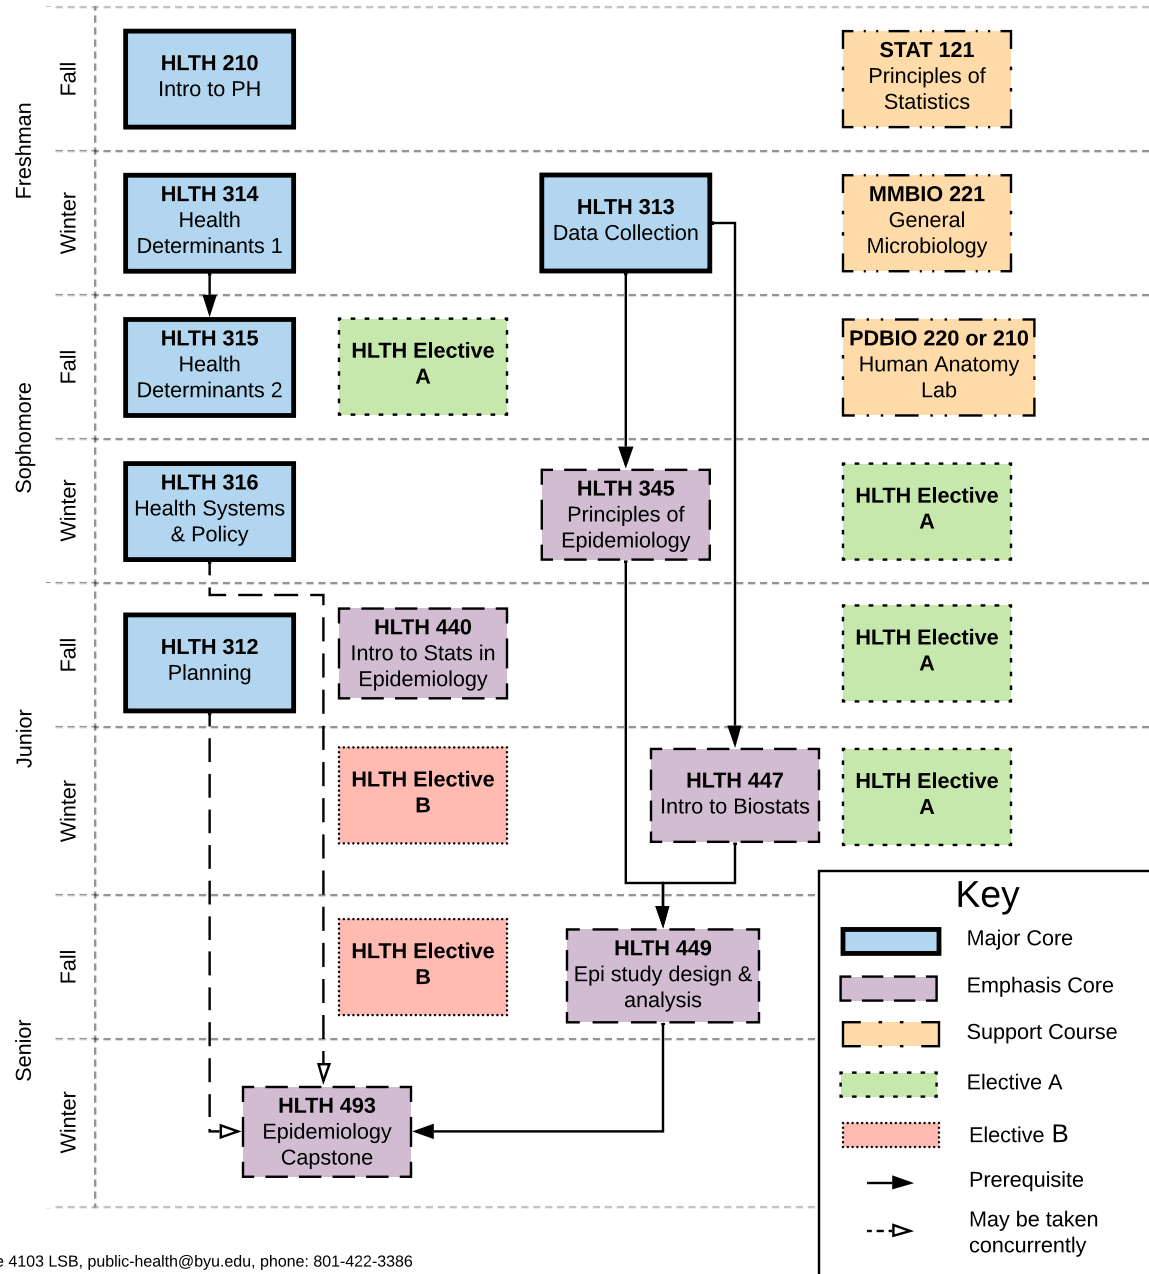 Freshman
Fall
HLTH 210
Intro to PH
STAT 121
Principles of
Statistics
Winter
HLTH 314
Health
Determinants 1
HLTH 313
Data Collection
MMBIO 221
General
Microbiology
Sophomore
Fall
HLTH 315
Health
Determinants 2
HLTH Elective
A
PDBIO 220 or 210
Human Anatomy
Lab
Winter
HLTH 316
Health Systems
& Policy
HLTH 345
Principles of
Epidemiology
HLTH Elective
A
Junior
Fall
HLTH 312
Planning
HLTH 440
Intro to Stats in
Epidemiology
HLTH Elective
A
Winter
HLTH Elective
B
HLTH 447
Intro to Biostats
HLTH Elective
A
Senior
Fall
HLTH Elective
B
HLTH 449
Epi study design &
analysis
Winter
HLTH 493
Epidemiology
Capstone
Key
Major Core
Emphasis Core
Support Course
Elective A
Elective B
Prerequisite
May be taken
concurrently
4103 LSB, public-health@byu.edu, phone: 801-422-3386